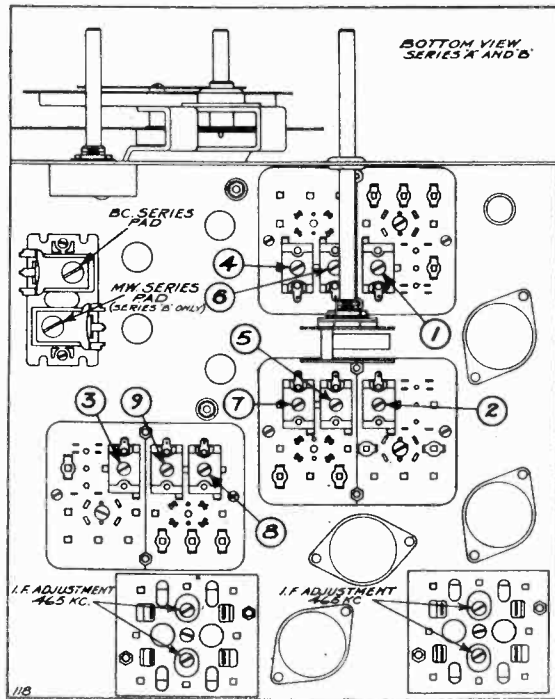 BOTTOM VIEW
SERIES 'A' AND 'B'
BC. SERIES
PAD
MW. SERIES
PAD
(SERIES 'B' ONLY)
4
6
1
5
7
2
3
9
8
I.F. ADJUSTMENT
465 KC.
I.F. ADJUSTMENT
465 KC
118